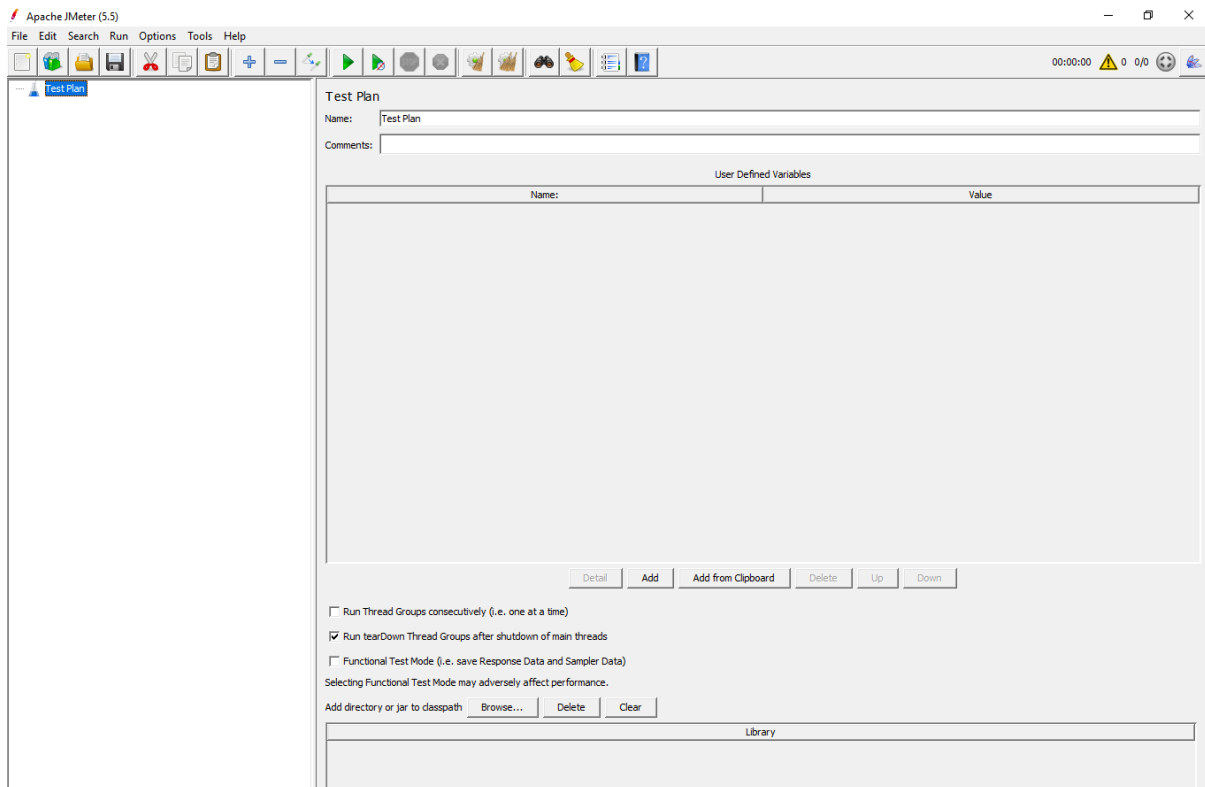 Apache JMeter (5.5)
File Edit Search Run Options Tools Help
00:00:00 0 0/0
Test Plan
Test Plan
Name: Test Plan
Comments:
User Defined Variables
Name: Value
Detail Add Add from Clipboard Delete Up Down
Run Thread Groups consecutively (i.e. one at a time)
Run tearDown Thread Groups after shutdown of main threads
Functional Test Mode (i.e. save Response Data and Sampler Data)
Selecting Functional Test Mode may adversely affect performance.
Add directory or jar to classpath Browse... Delete Clear
Library